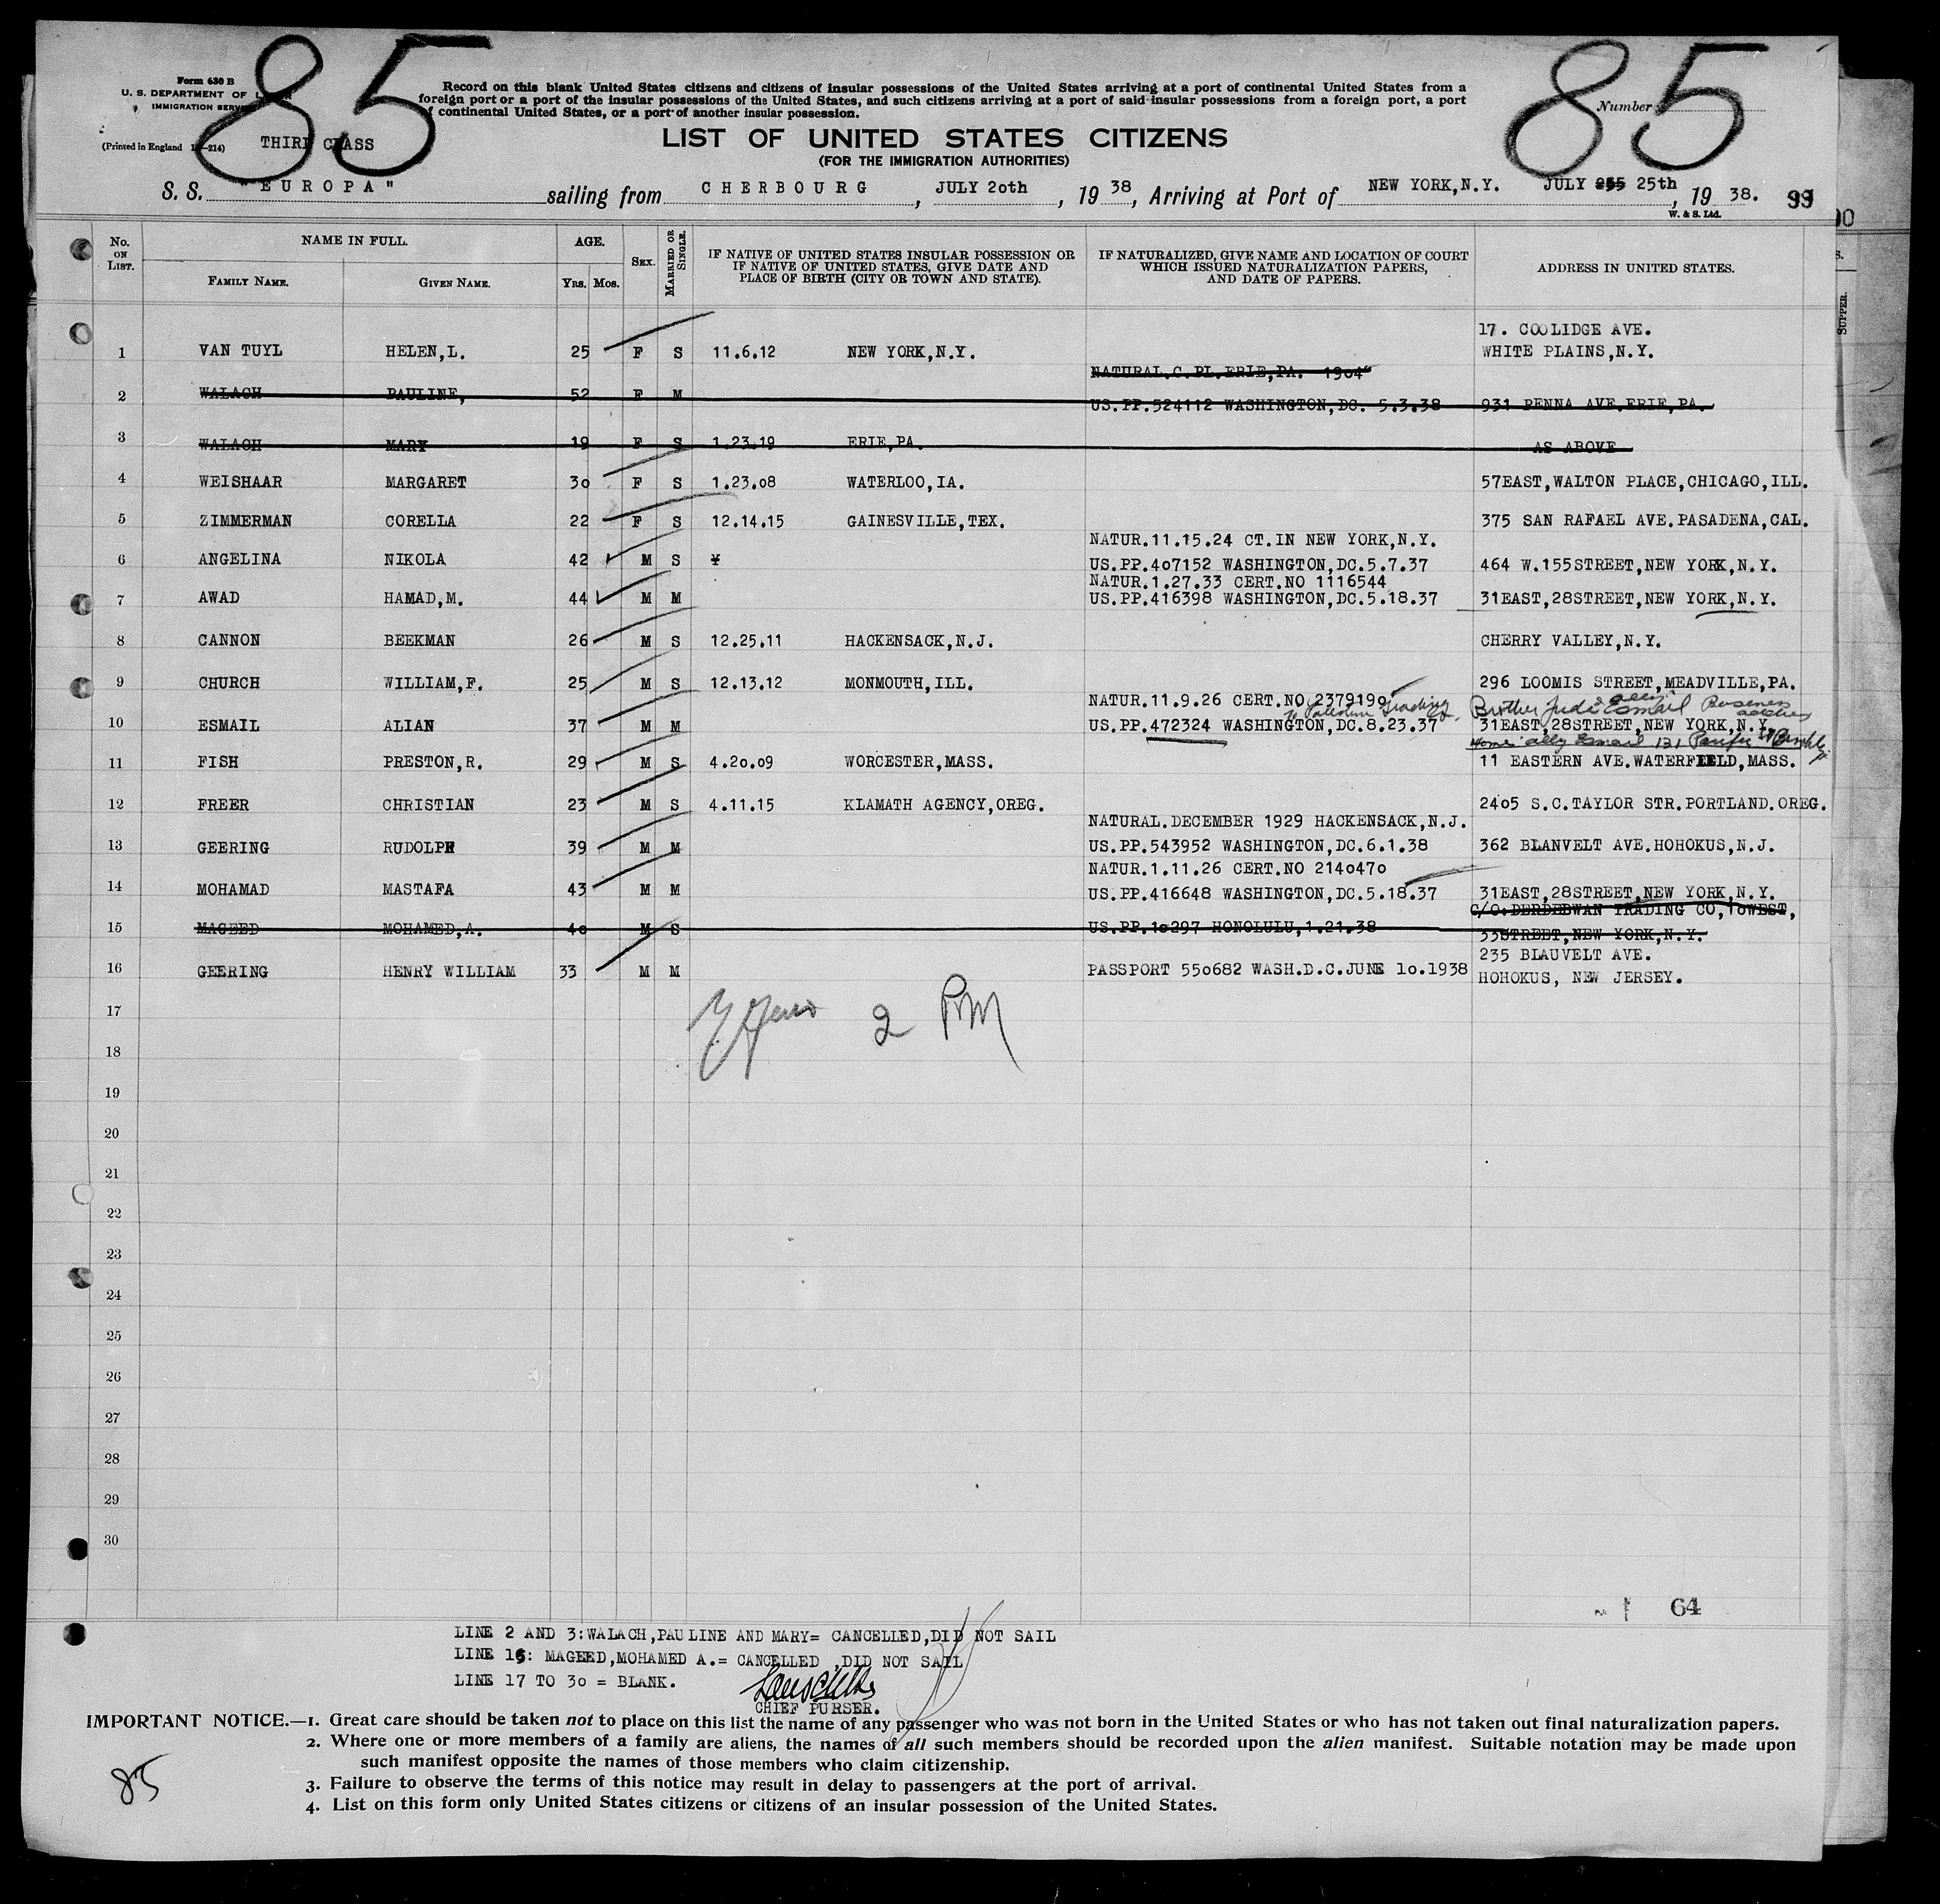 85
85
Form 630 B
U. S. DEPARTMENT OF L
IMMIGRATION SERV
(Printed in England 1 —214)
THIRD CLASS
Record on this blank United States citizens and citizens of insular possessions of the United States arriving at a port of continental United States from a
foreign port or a port of the insular possessions of the United States, and such citizens arriving at a port of said insular possessions from a foreign port, a port
of continental United States, or a port of another insular possession.
Number
LIST OF UNITED STATES CITIZENS
(FOR THE IMMIGRATION AUTHORITIES)
S. S. "EUROPA" sailing from CHERBOURG, JULY 20th, 1938, Arriving at Port of NEW YORK,N.Y. JULY 25th, 1938. 99
W. & S. Ltd.
No. ON LIST.
NAME IN FULL.
FAMILY NAME. GIVEN NAME.
AGE.
Yrs. Mos.
SEX.
MARRIED OR SINGLE.
IF NATIVE OF UNITED STATES INSULAR POSSESSION OR
IF NATIVE OF UNITED STATES, GIVE DATE AND
PLACE OF BIRTH (CITY OR TOWN AND STATE).
IF NATURALIZED, GIVE NAME AND LOCATION OF COURT
WHICH ISSUED NATURALIZATION PAPERS,
AND DATE OF PAPERS.
ADDRESS IN UNITED STATES.
SUPPER.
17. COOLIDGE AVE.
1 VAN TUYL HELEN,L. 25 F S 11.6.12 NEW YORK,N.Y. WHITE PLAINS,N.Y.
NATURAL.C.PL.ERIE,PA. 1904
2 WALACH PAULINE, 52 F M US.PP.524112 WASHINGTON,DC. 5.3.38 931 PENNA AVE.ERIE,PA.
3 WALACH MARY 19 F S 1.23.19 ERIE,PA. AS ABOVE
4 WEISHAAR MARGARET 30 F S 1.23.08 WATERLOO,IA. 57EAST,WALTON PLACE,CHICAGO,ILL.
5 ZIMMERMAN CORELLA 22 F S 12.14.15 GAINESVILLE,TEX. 375 SAN RAFAEL AVE.PASADENA,CAL.
NATUR.11.15.24 CT.IN NEW YORK,N.Y.
6 ANGELINA NIKOLA 42 M S US.PP.407152 WASHINGTON,DC.5.7.37 464 W.155STREET,NEW YORK,N.Y.
NATUR.1.27.33 CERT.NO 1116544
7 AWAD HAMAD,M. 44 M M US.PP.416398 WASHINGTON,DC.5.18.37 31EAST,28STREET,NEW YORK,N.Y.
8 CANNON BEEKMAN 26 M S 12.25.11 HACKENSACK,N.J. CHERRY VALLEY,N.Y.
9 CHURCH WILLIAM,F. 25 M S 12.13.12 MONMOUTH,ILL. 296 LOOMIS STREET,MEADVILLE,PA.
NATUR.11.9.26 CERT.NO 2379199 Brother Esmail Business address
% Palestine Trading Co.
10 ESMAIL ALIAN 37 M M US.PP.472324 WASHINGTON,DC.8.23.37 31EAST,28STREET,NEW YORK,N.Y.
Home Ally Esmail 131 Pacific St
11 FISH PRESTON,R. 29 M S 4.20.09 WORCESTER,MASS. 11 EASTERN AVE.WATERFIELD,MASS.
12 FREER CHRISTIAN 23 M S 4.11.15 KLAMATH AGENCY,OREG. 2405 S.C.TAYLOR STR.PORTLAND.OREG.
NATURAL.DECEMBER 1929 HACKENSACK,N.J.
13 GEERING RUDOLPH 39 M M US.PP.543952 WASHINGTON,DC.6.1.38 362 BLANVELT AVE.HOHOKUS,N.J.
NATUR.1.11.26 CERT.NO 2140470
14 MOHAMAD MASTAFA 43 M M US.PP.416648 WASHINGTON,DC.5.18.37 31EAST,28STREET,NEW YORK,N.Y.
C/O:DERDEBWAN TRADING CO,10WEST,
15 MAGEED MOHAMED,A. 40 M S US.PP.10297 HONOLULU,1.21.38 33STREET,NEW YORK,N.Y.
235 BLAUVELT AVE.
16 GEERING HENRY WILLIAM 33 M M PASSPORT 550682 WASH.D.C.JUNE 10.1938 HOHOKUS, NEW JERSEY.
17
2 PM
18
19
20
21
22
23
24
25
26
27
28
29
30
64
LINE 2 AND 3:WALACH,PAULINE AND MARY= CANCELLED,DID NOT SAIL
LINE 15: MAGEED,MOHAMED A.= CANCELLED ,DID NOT SAIL
LINE 17 TO 30 = BLANK.
CHIEF PURSER.
IMPORTANT NOTICE.—1. Great care should be taken not to place on this list the name of any passenger who was not born in the United States or who has not taken out final naturalization papers.
2. Where one or more members of a family are aliens, the names of all such members should be recorded upon the alien manifest. Suitable notation may be made upon
such manifest opposite the names of those members who claim citizenship.
3. Failure to observe the terms of this notice may result in delay to passengers at the port of arrival.
4. List on this form only United States citizens or citizens of an insular possession of the United States.
85